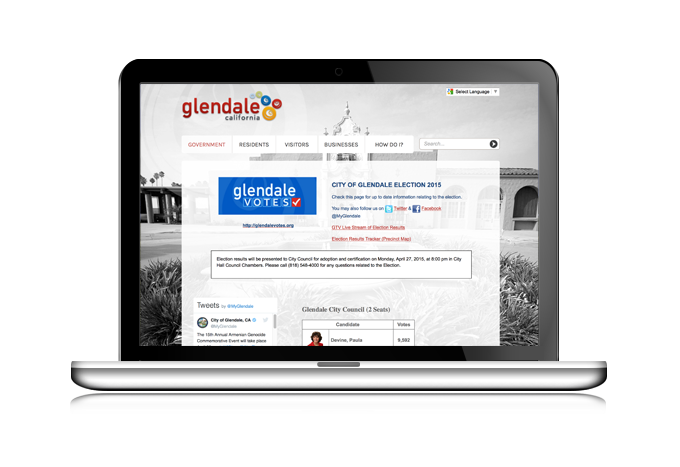 glendale
california
Select Language
GOVERNMENT RESIDENTS VISITORS BUSINESSES HOW DO I?
Search...
glendale
VOTES
http://glendalevotes.org
CITY OF GLENDALE ELECTION 2015
Check this page for up to date information relating to the election.
You may also follow us on Twitter & Facebook
@MyGlendale
GTV Live Stream of Election Results
Election Results Tracker (Precinct Map)
Election results will be presented to City Council for adoption and certification on Monday, April 27, 2015, at 6:00 pm in City
Hall Council Chambers. Please call (818) 548-4000 for any questions related to the Election.
Tweets by @MyGlendale
City of Glendale, CA
@MyGlendale
The 15th Annual Armenian Genocide
Commemorative Event will take place
Glendale City Council (2 Seats)
Candidate Votes
Devine, Paula 9,592